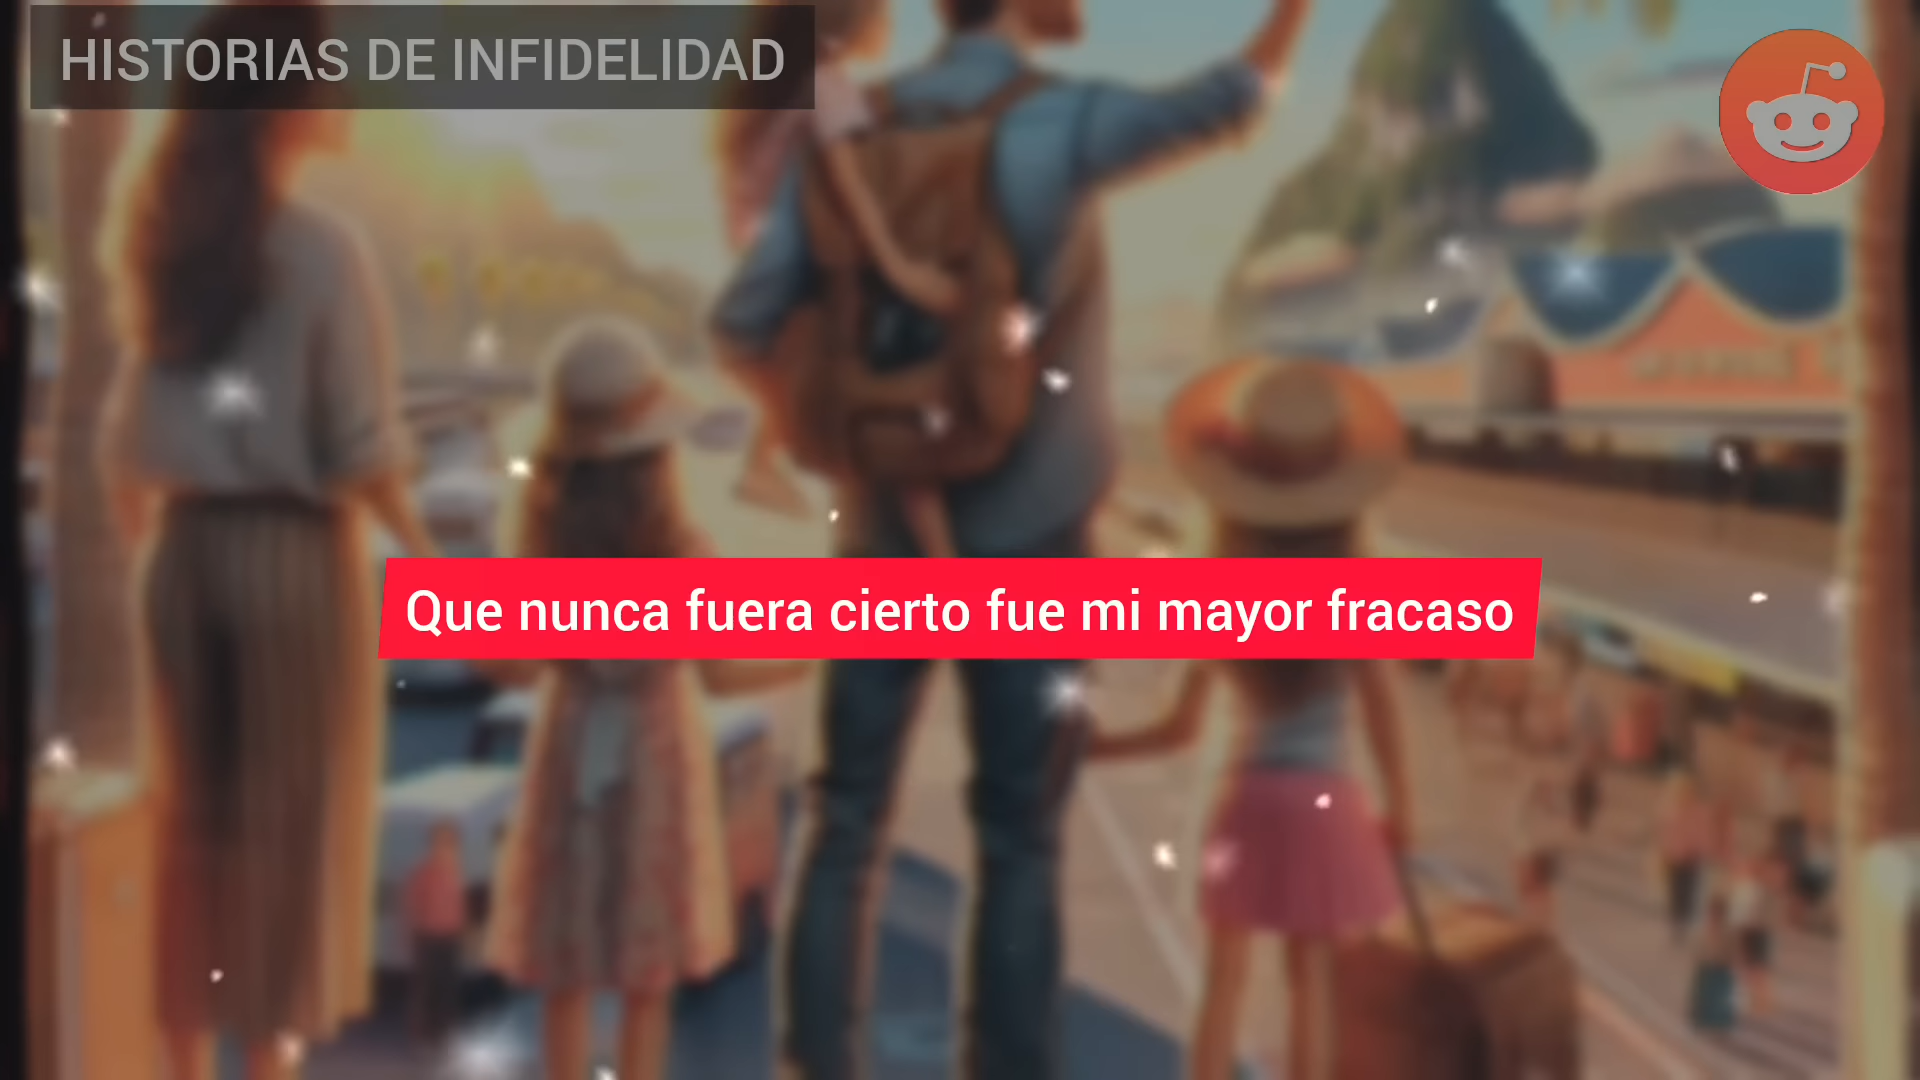 HISTORIAS DE INFIDELIDAD
Que nunca fuera cierto fue mi mayor fracaso